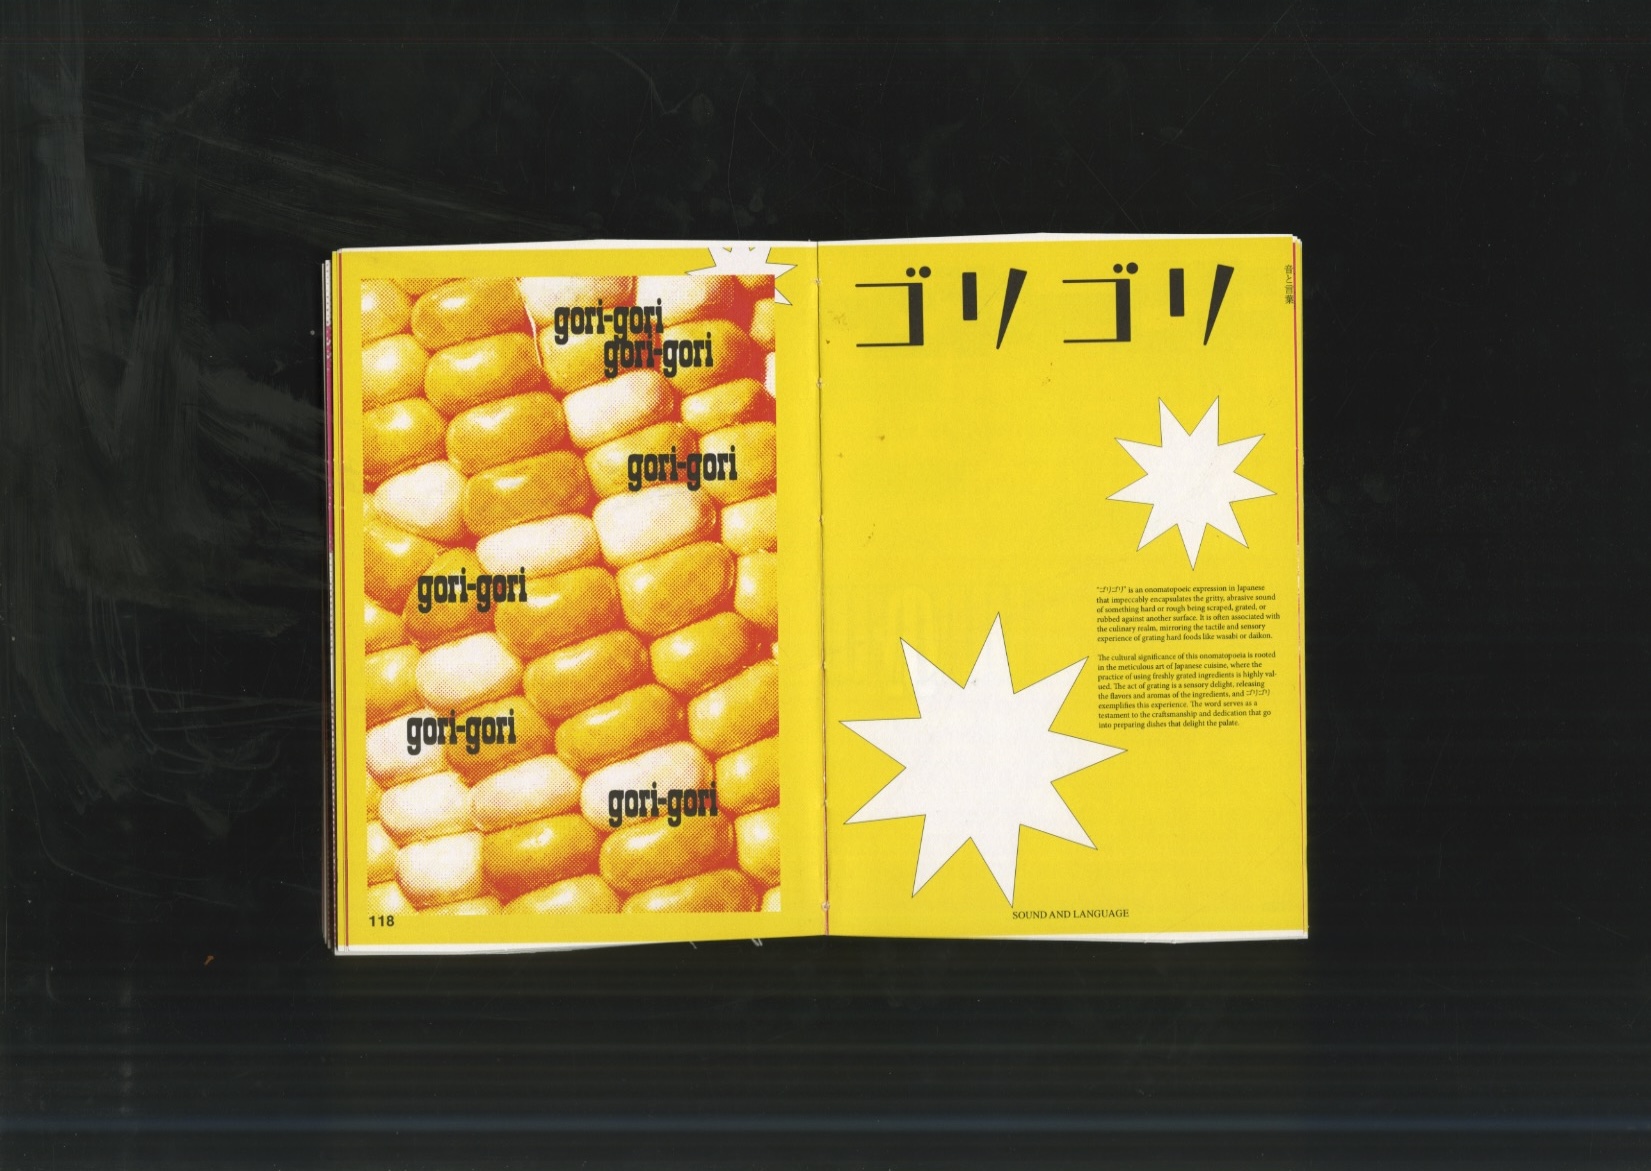 gori-gori
gori-gori
gori-gori
gori-gori
gori-gori
gori-gori
118
ゴリゴリ
音と言葉
“ゴリゴリ” is an onomatopoeic expression in Japanese
that impeccably encapsulates the gritty, abrasive sound
of something hard or rough being scraped, grated, or
rubbed against another surface. It is often associated with
the culinary realm, mirroring the tactile and sensory
experience of grating hard foods like wasabi or daikon.
The cultural significance of this onomatopoeia is rooted
in the meticulous art of Japanese cuisine, where the
practice of using freshly grated ingredients is highly val-
ued. The act of grating is a sensory delight, releasing
the flavors and aromas of the ingredients, and ゴリゴリ
exemplifies this experience. The word serves as a
testament to the craftsmanship and dedication that go
into preparing dishes that delight the palate.
SOUND AND LANGUAGE